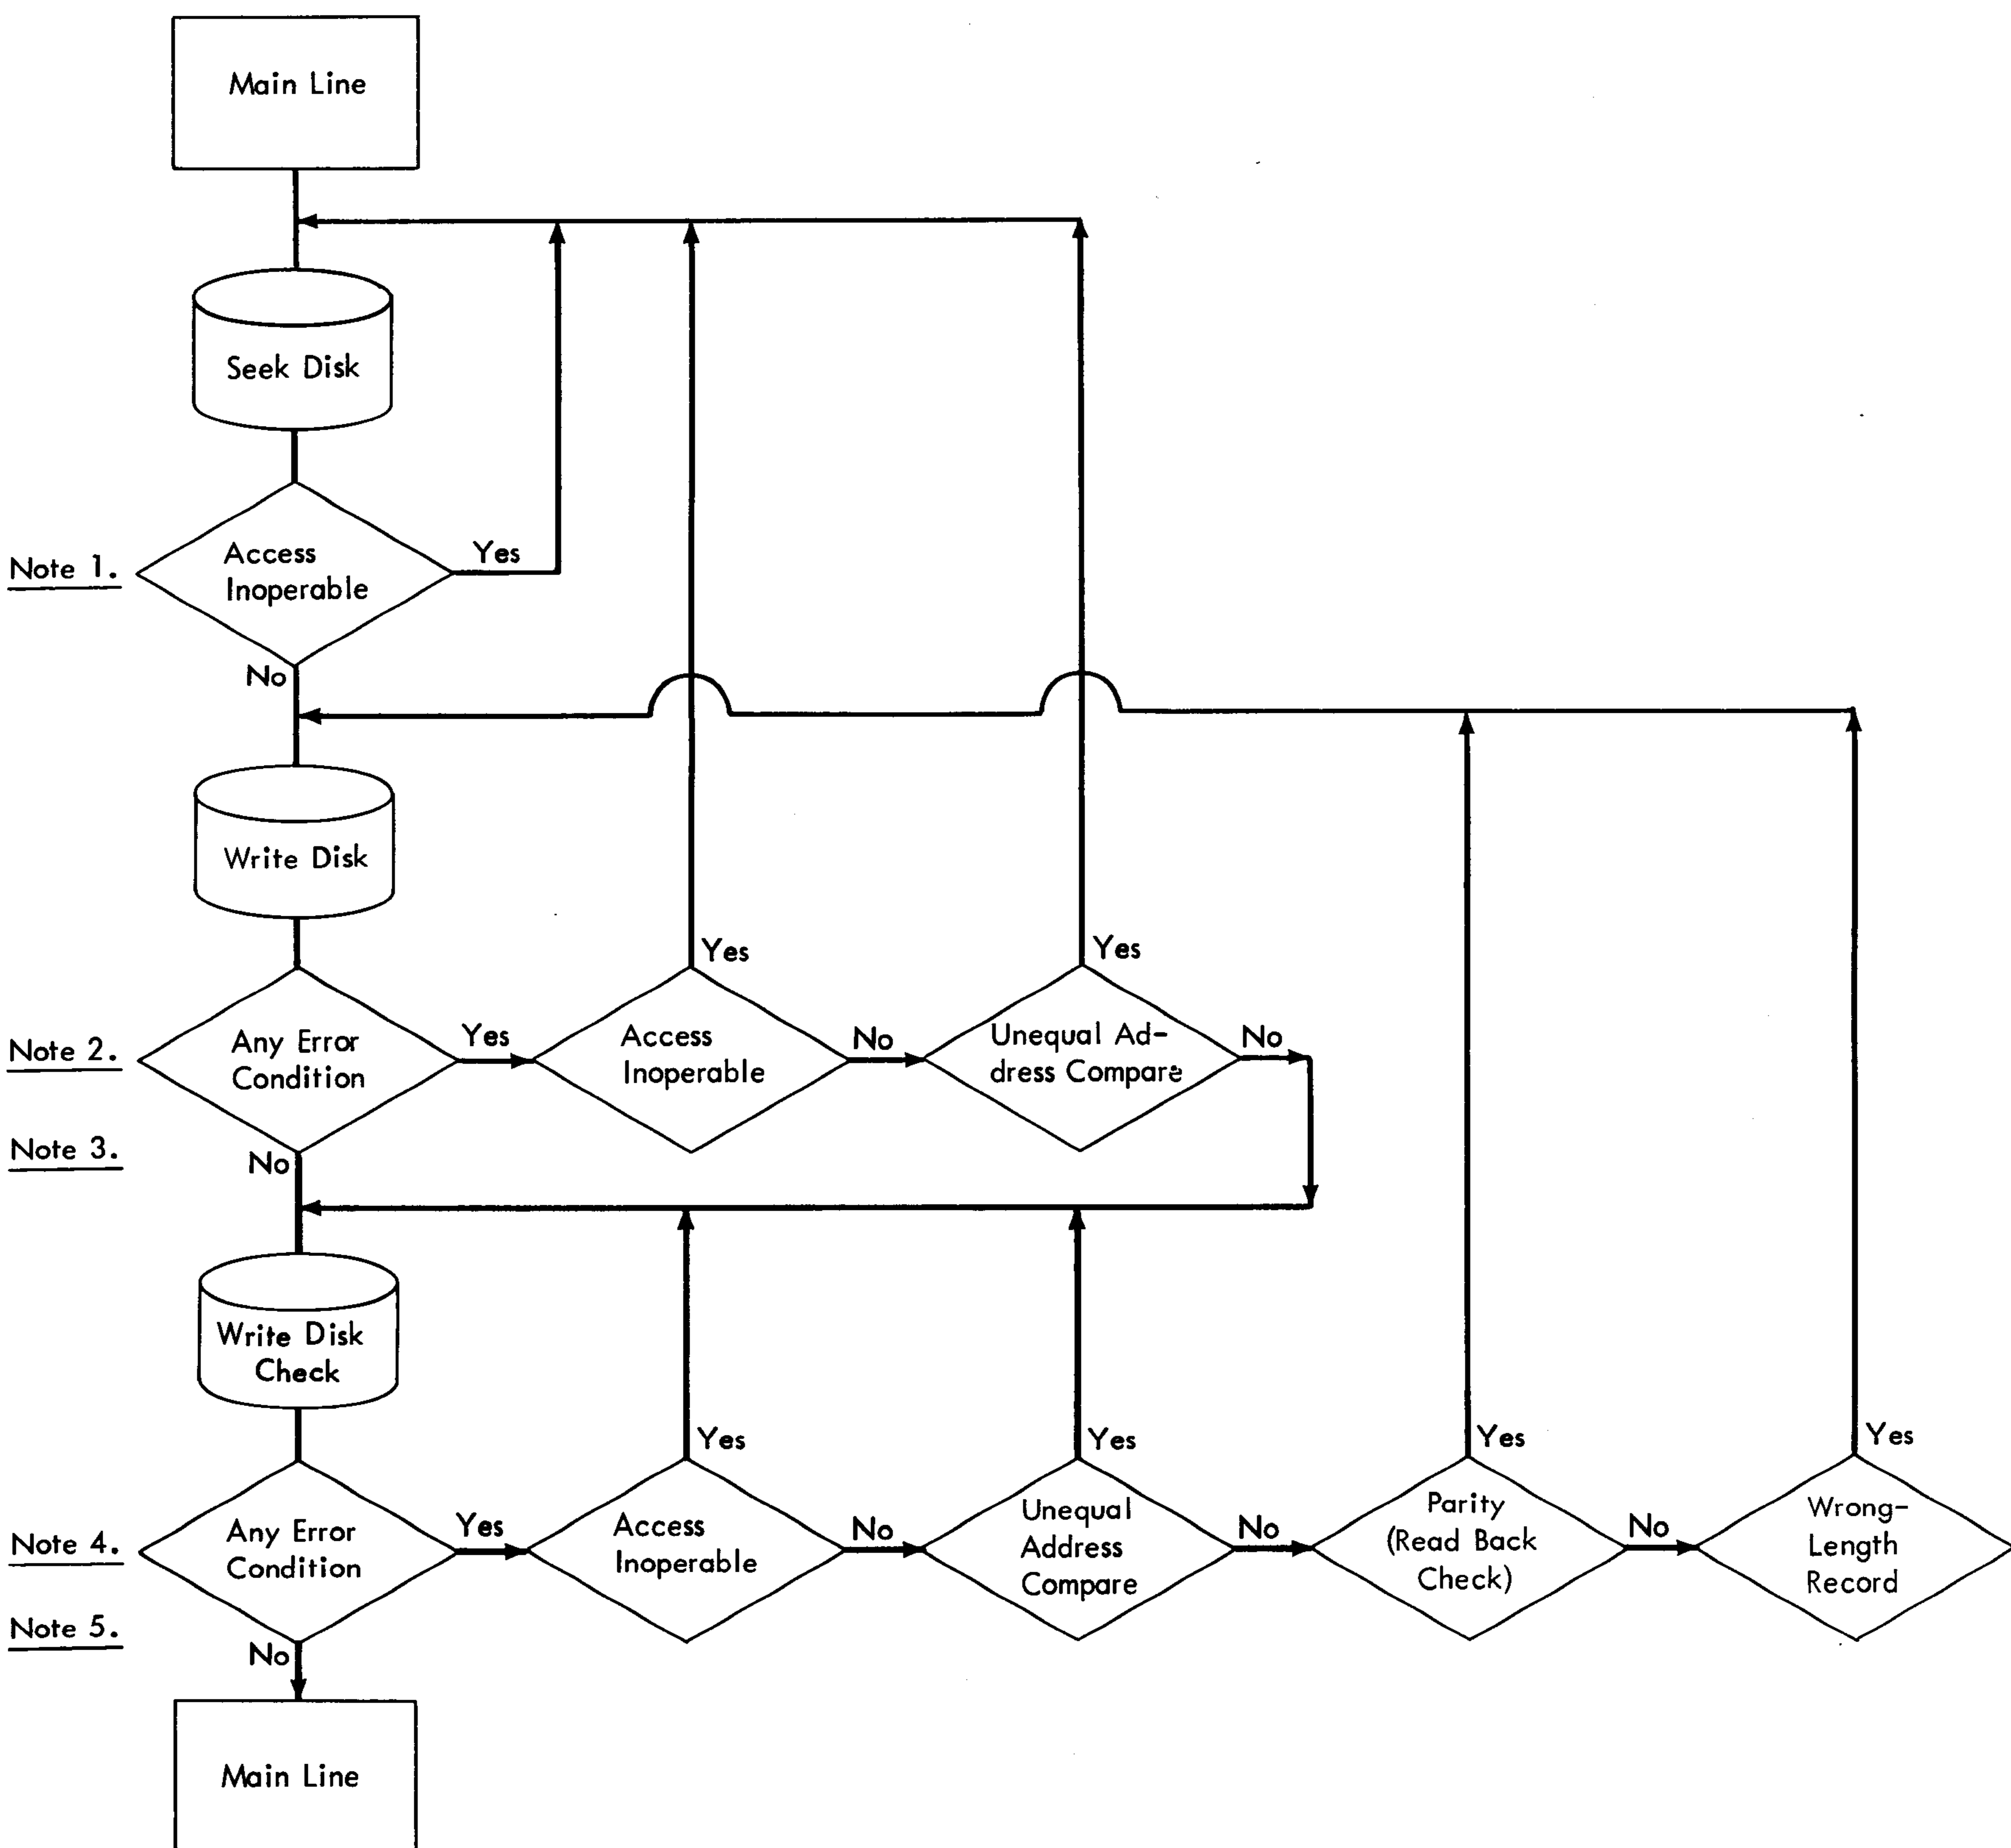 Main Line
Seek Disk
Note 1.
Access
Inoperable
Yes
No
Write Disk
Note 2.
Any Error
Condition
Yes
Access
Inoperable
Yes
No
Unequal Ad-
dress Compare
Yes
No
Note 3.
No
Write Disk
Check
Note 4.
Any Error
Condition
Yes
Access
Inoperable
Yes
No
Unequal
Address
Compare
Yes
No
Parity
(Read Back
Check)
Yes
No
Wrong-
Length
Record
Yes
Note 5.
No
Main Line